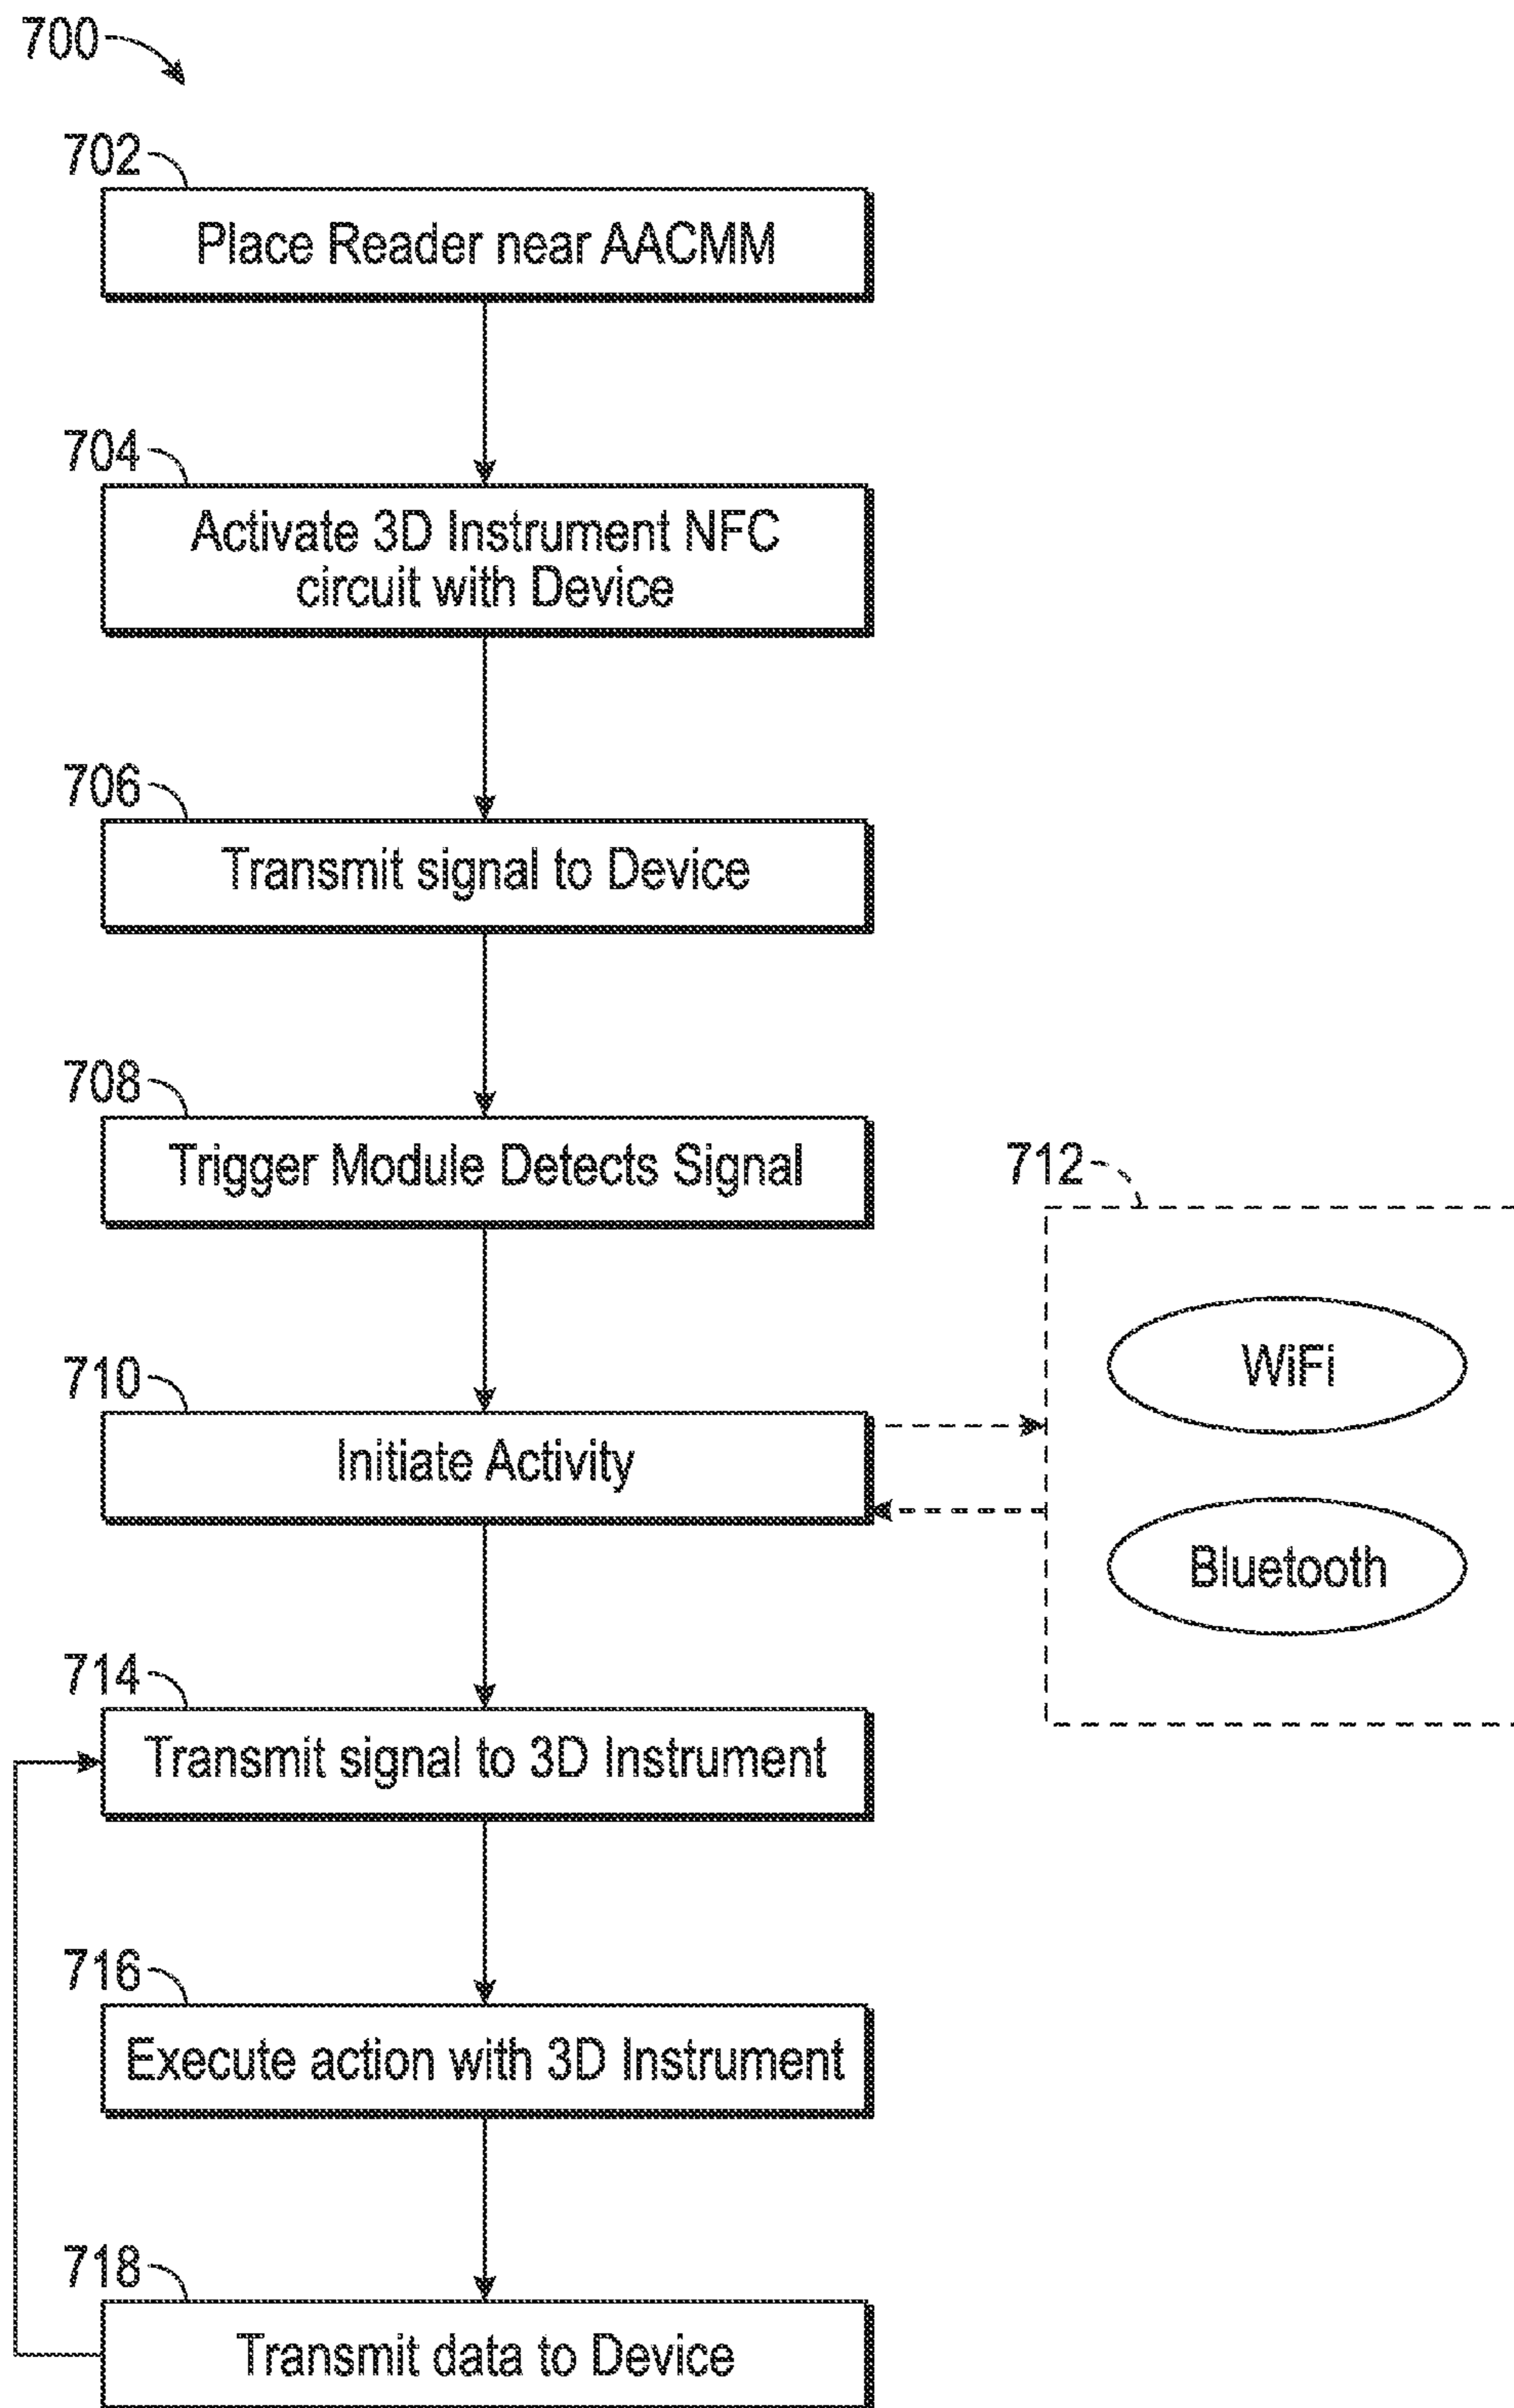 700
702
Place Reader near AACMM
704
Activate 3D Instrument NFC
circuit with Device
706
Transmit signal to Device
708
Trigger Module Detects Signal
712
WiFi
710
Initiate Activity
Bluetooth
714
Transmit signal to 3D Instrument
716
Execute action with 3D Instrument
718
Transmit data to Device